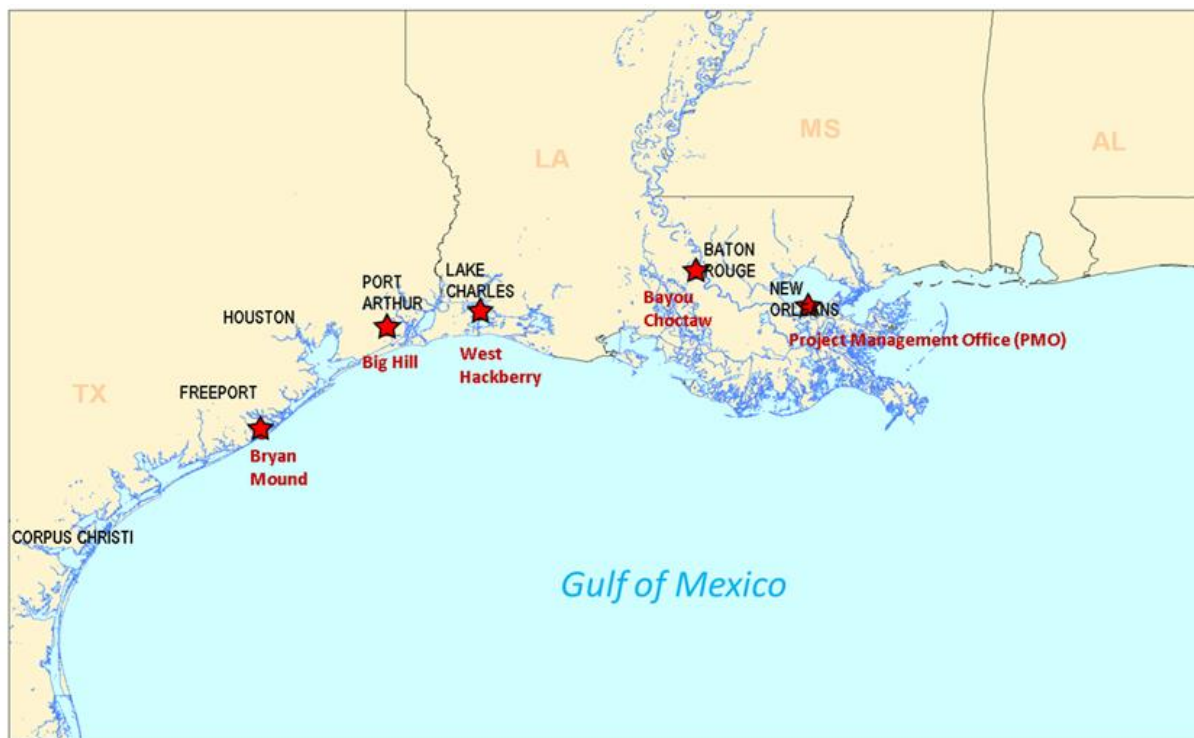 MS
AL
LA
BATON
ROUGE
LAKE
CHARLES
PORT
ARTHUR
NEW
ORLEANS
Bayou
Choctaw
HOUSTON
Project Management Office (PMO)
Big Hill
West
Hackberry
TX
FREEPORT
Bryan
Mound
CORPUS CHRISTI
Gulf of Mexico